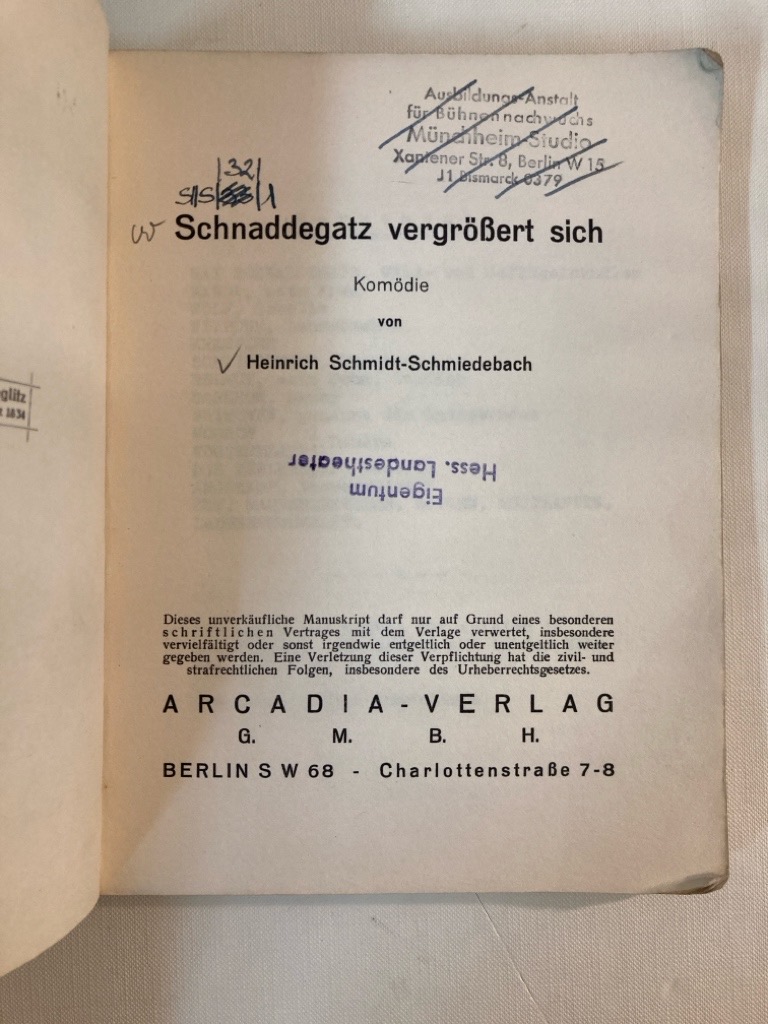 Ausbildungs-Anstalt
für Bühnennachwuchs
Münchheim-Studio
Xantener Str. 8, Berlin W 15
J1 Bismarck 8379
|32|
S/S| |1
Schnaddegatz vergrößert sich
Komödie
von
Heinrich Schmidt-Schmiedebach
glitz
1834
Eigentum
Hess. Landestheater
Dieses unverkäufliche Manuskript darf nur auf Grund eines besonderen
schriftlichen Vertrages mit dem Verlage verwertet, insbesondere
vervielfältigt oder sonst irgendwie entgeltlich oder unentgeltlich weiter
gegeben werden. Eine Verletzung dieser Verpflichtung hat die zivil- und
strafrechtlichen Folgen, insbesondere des Urheberrechtsgesetzes.
ARCADIA-VERLAG
G. M. B. H.
BERLIN SW 68 - Charlottenstraße 7-8